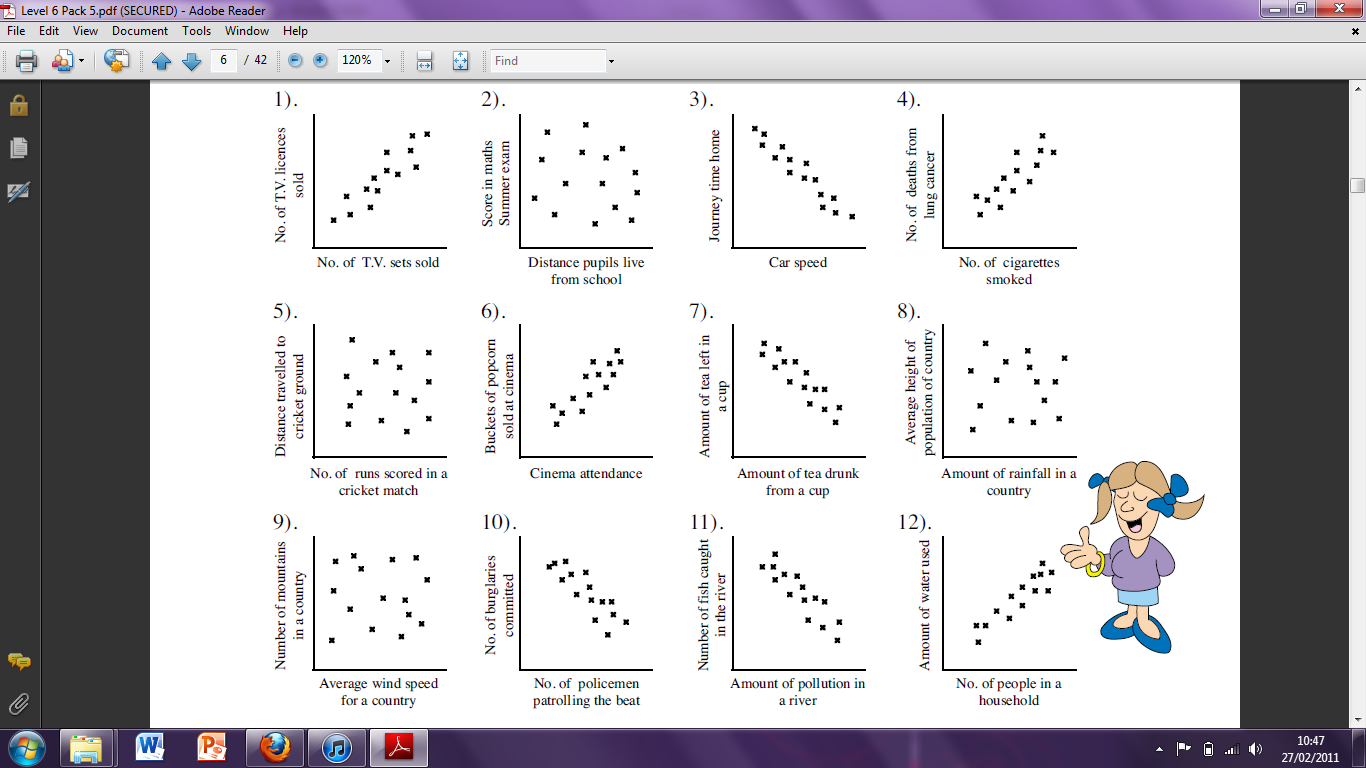 Level 6 Pack 5.pdf (SECURED) - Adobe Reader
File Edit View Document Tools Window Help
6 / 42 120% Find
1).
No. of T.V. licences
sold
No. of T.V. sets sold
2).
Score in maths
Summer exam
Distance pupils live
from school
3).
Journey time home
Car speed
4).
No. of deaths from
lung cancer
No. of cigarettes
smoked
5).
Distance travelled to
cricket ground
No. of runs scored in a
cricket match
6).
Buckets of popcorn
sold at cinema
Cinema attendance
7).
Amount of tea left in
a cup
Amount of tea drunk
from a cup
8).
Average height of
population of country
Amount of rainfall in a
country
9).
Number of mountains
in a country
Average wind speed
for a country
10).
No. of burglaries
committed
No. of policemen
patrolling the beat
11).
Number of fish caught
in the river
Amount of pollution in
a river
12).
Amount of water used
No. of people in a
household
10:47
27/02/2011